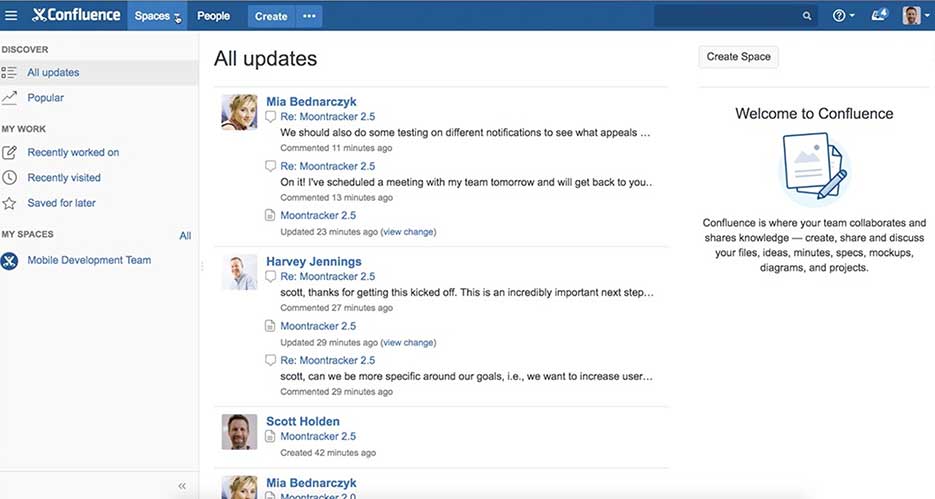 Confluence Spaces People Create
4
DISCOVER
All updates
Popular
MY WORK
Recently worked on
Recently visited
Saved for later
MY SPACES All
Mobile Development Team
All updates
Mia Bednarczyk
Re: Moontracker 2.5
We should also do some testing on different notifications to see what appeals ...
Commented 11 minutes ago
Re: Moontracker 2.5
On it! I've scheduled a meeting with my team tomorrow and will get back to you..
Commented 13 minutes ago
Moontracker 2.5
Updated 23 minutes ago (view change)
Harvey Jennings
Re: Moontracker 2.5
scott, thanks for getting this kicked off. This is an incredibly important next step...
Commented 27 minutes ago
Moontracker 2.5
Updated 29 minutes ago (view change)
Re: Moontracker 2.5
scott, can we be more specific around our goals, i.e., we want to increase user...
Commented 29 minutes ago
Scott Holden
Moontracker 2.5
Created 42 minutes ago
Mia Bednarczyk
Moontracker 2.0
Create Space
Welcome to Confluence
Confluence is where your team collaborates and
shares knowledge — create, share and discuss
your files, ideas, minutes, specs, mockups,
diagrams, and projects.